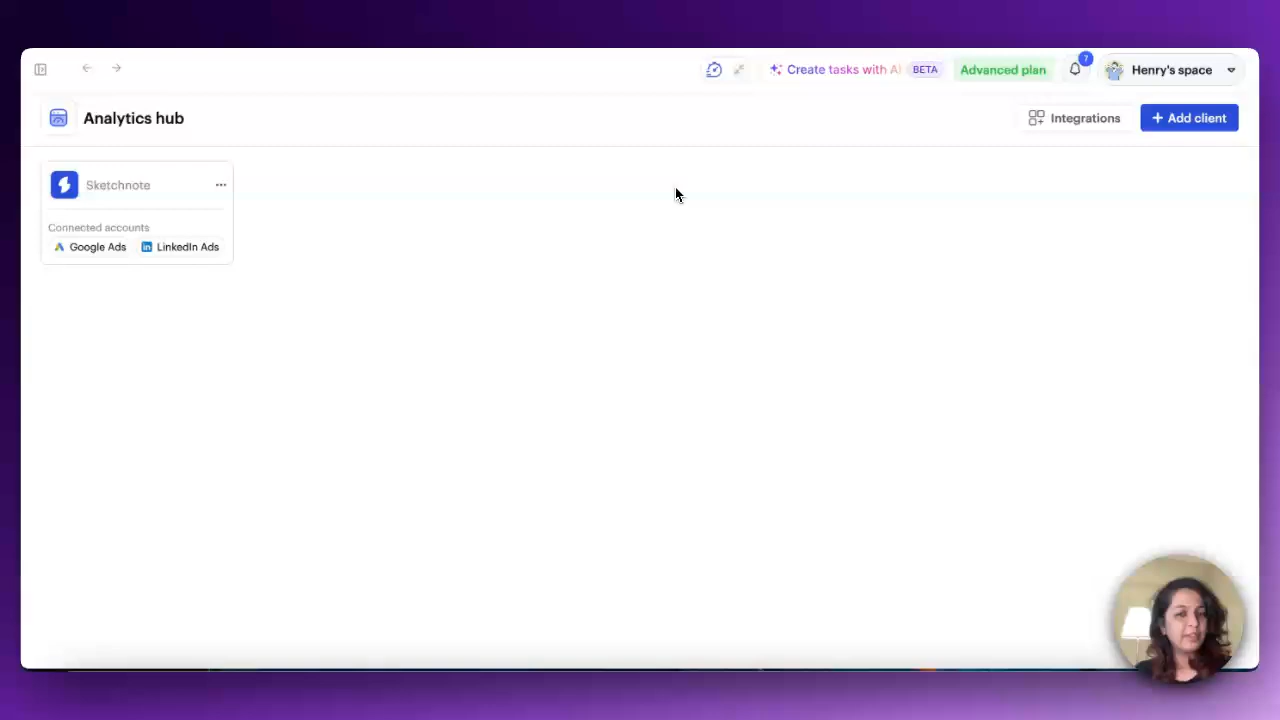 Create tasks with AI BETA
Advanced plan
7
Henry's space
Analytics hub
Integrations
+ Add client
Sketchnote
Connected accounts
Google Ads
in LinkedIn Ads